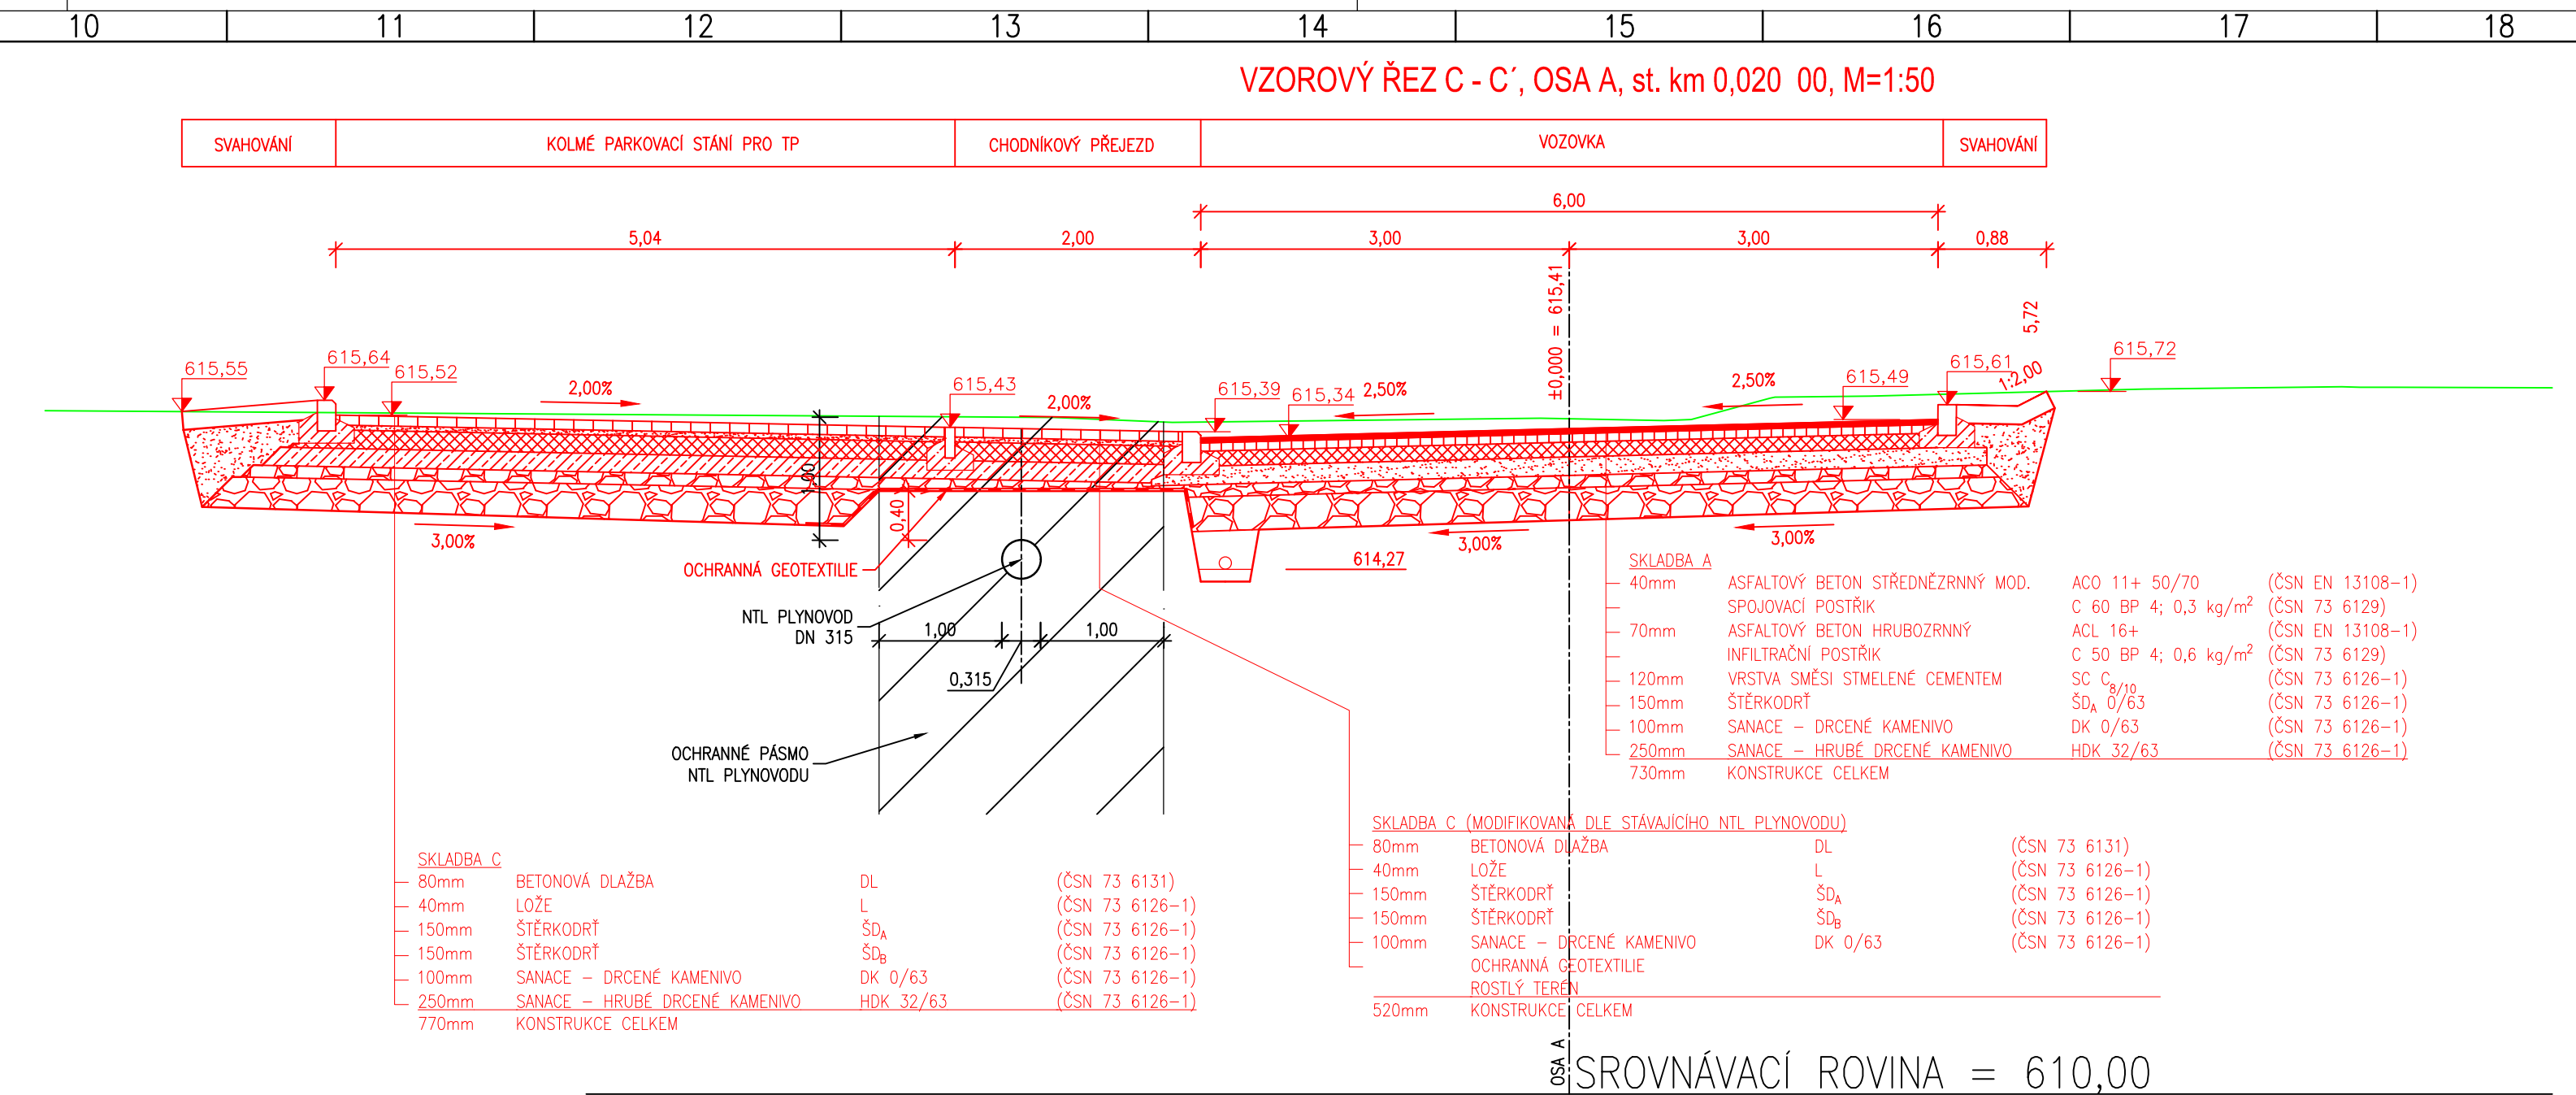 10 11 12 13 14 15 16 17 18
VZOROVÝ ŘEZ C - C´, OSA A, st. km 0,020 00, M=1:50
SVAHOVÁNÍ KOLMÉ PARKOVACÍ STÁNÍ PRO TP CHODNÍKOVÝ PŘEJEZD VOZOVKA SVAHOVÁNÍ
6,00
5,04 2,00 3,00 3,00 0,88
±0,000 = 615,41
5,72
615,55 615,64 615,52 2,00% 615,43 2,00% 615,39 615,34 2,50% 2,50% 615,49 615,61 1:2,00 615,72
1,00
0,40
3,00% 3,00% 3,00%
614,27
OCHRANNÁ GEOTEXTILIE
NTL PLYNOVOD
DN 315
1,00 1,00
0,315
OCHRANNÉ PÁSMO
NTL PLYNOVODU
SKLADBA A
40mm ASFALTOVÝ BETON STŘEDNĚZRNNÝ MOD. ACO 11+ 50/70 (ČSN EN 13108-1)
SPOJOVACÍ POSTŘIK C 60 BP 4; 0,3 kg/m² (ČSN 73 6129)
70mm ASFALTOVÝ BETON HRUBOZRNNÝ ACL 16+ (ČSN EN 13108-1)
INFILTRAČNÍ POSTŘIK C 50 BP 4; 0,6 kg/m² (ČSN 73 6129)
120mm VRSTVA SMĚSI STMELENÉ CEMENTEM SC C8/10 (ČSN 73 6126-1)
150mm ŠTĚRKODRŤ ŠDA 0/63 (ČSN 73 6126-1)
100mm SANACE - DRCENÉ KAMENIVO DK 0/63 (ČSN 73 6126-1)
250mm SANACE - HRUBÉ DRCENÉ KAMENIVO HDK 32/63 (ČSN 73 6126-1)
730mm KONSTRUKCE CELKEM
SKLADBA C (MODIFIKOVANÁ DLE STÁVAJÍCÍHO NTL PLYNOVODU)
80mm BETONOVÁ DLAŽBA DL (ČSN 73 6131)
40mm LOŽE L (ČSN 73 6126-1)
150mm ŠTĚRKODRŤ ŠDA (ČSN 73 6126-1)
150mm ŠTĚRKODRŤ ŠDB (ČSN 73 6126-1)
100mm SANACE - DRCENÉ KAMENIVO DK 0/63 (ČSN 73 6126-1)
OCHRANNÁ GEOTEXTILIE
ROSTLÝ TERÉN
520mm KONSTRUKCE CELKEM
SKLADBA C
80mm BETONOVÁ DLAŽBA DL (ČSN 73 6131)
40mm LOŽE L (ČSN 73 6126-1)
150mm ŠTĚRKODRŤ ŠDA (ČSN 73 6126-1)
150mm ŠTĚRKODRŤ ŠDB (ČSN 73 6126-1)
100mm SANACE - DRCENÉ KAMENIVO DK 0/63 (ČSN 73 6126-1)
250mm SANACE - HRUBÉ DRCENÉ KAMENIVO HDK 32/63 (ČSN 73 6126-1)
770mm KONSTRUKCE CELKEM
OSA A
SROVNÁVACÍ ROVINA = 610,00